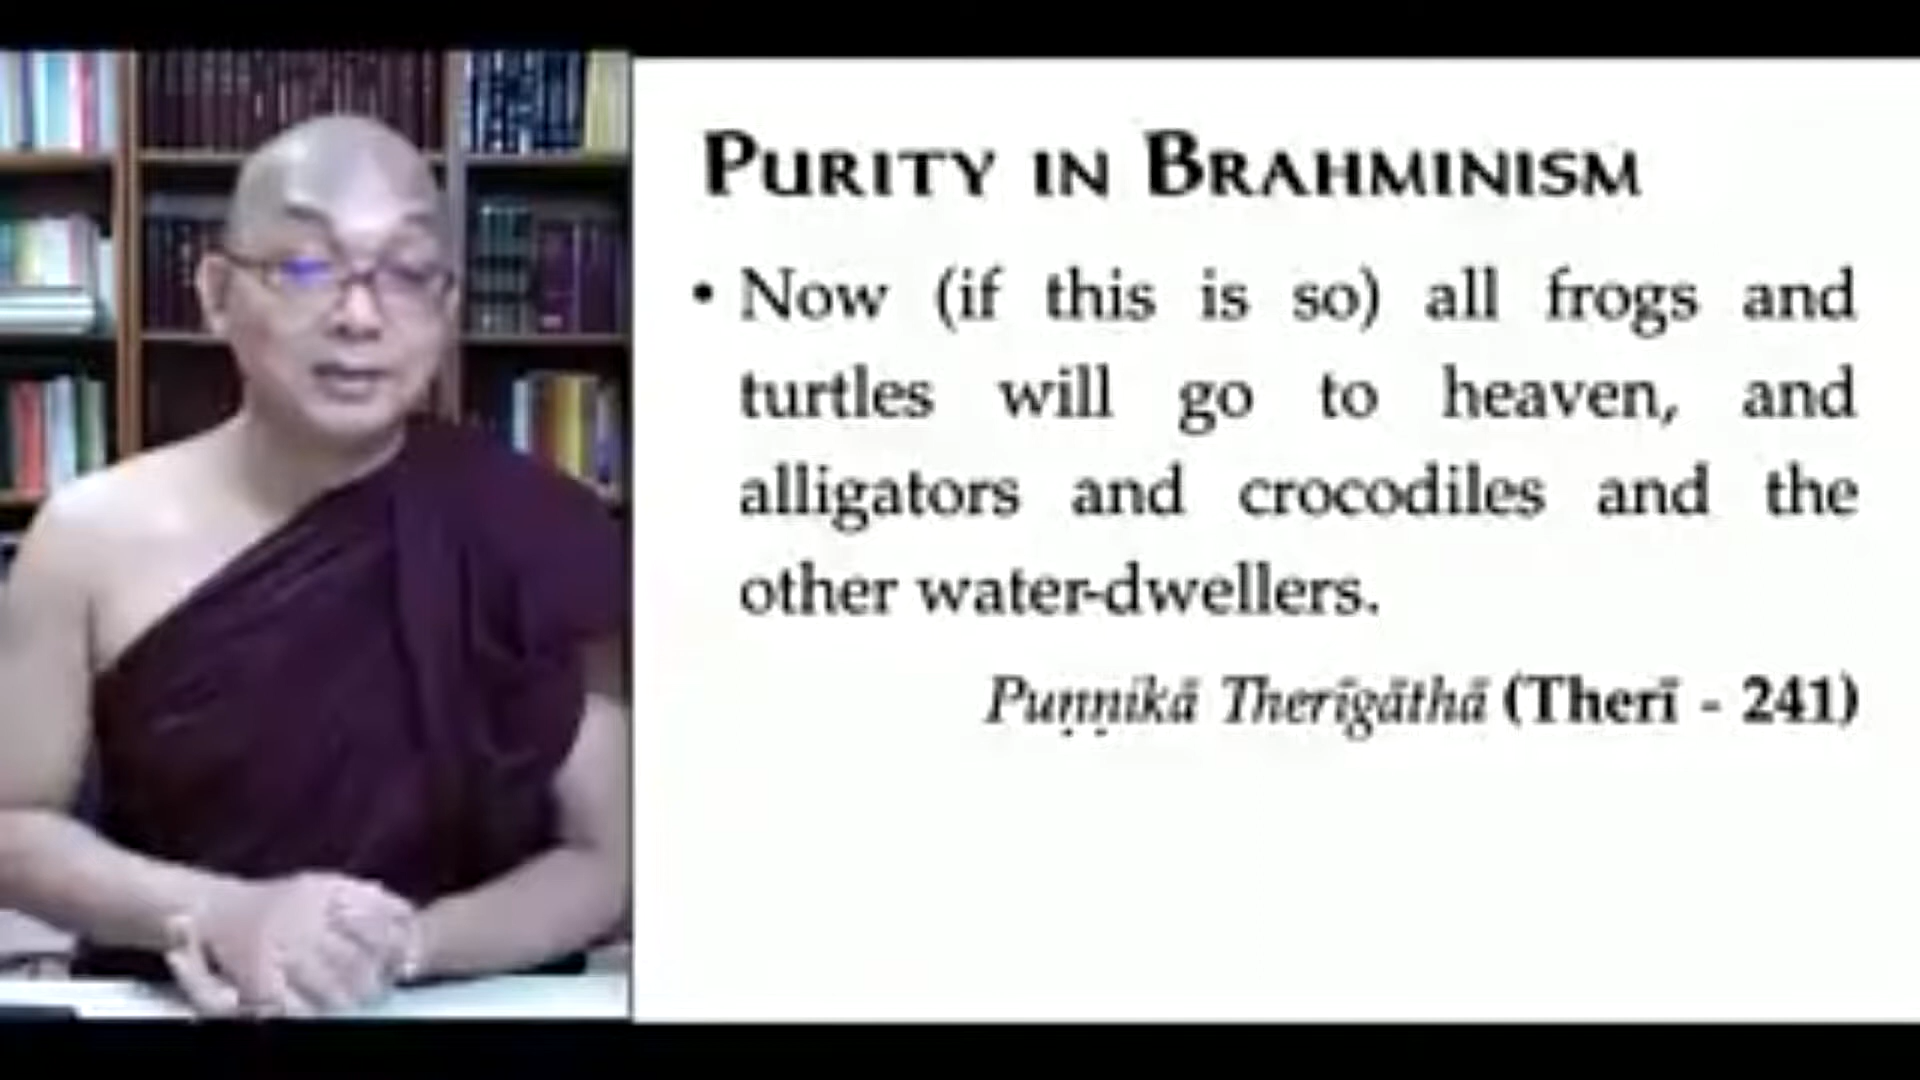 PURITY IN BRAHMINISM
• Now (if this is so) all frogs and
turtles will go to heaven, and
alligators and crocodiles and the
other water-dwellers.
Puṇṇikā Therīgāthā (Therī - 241)